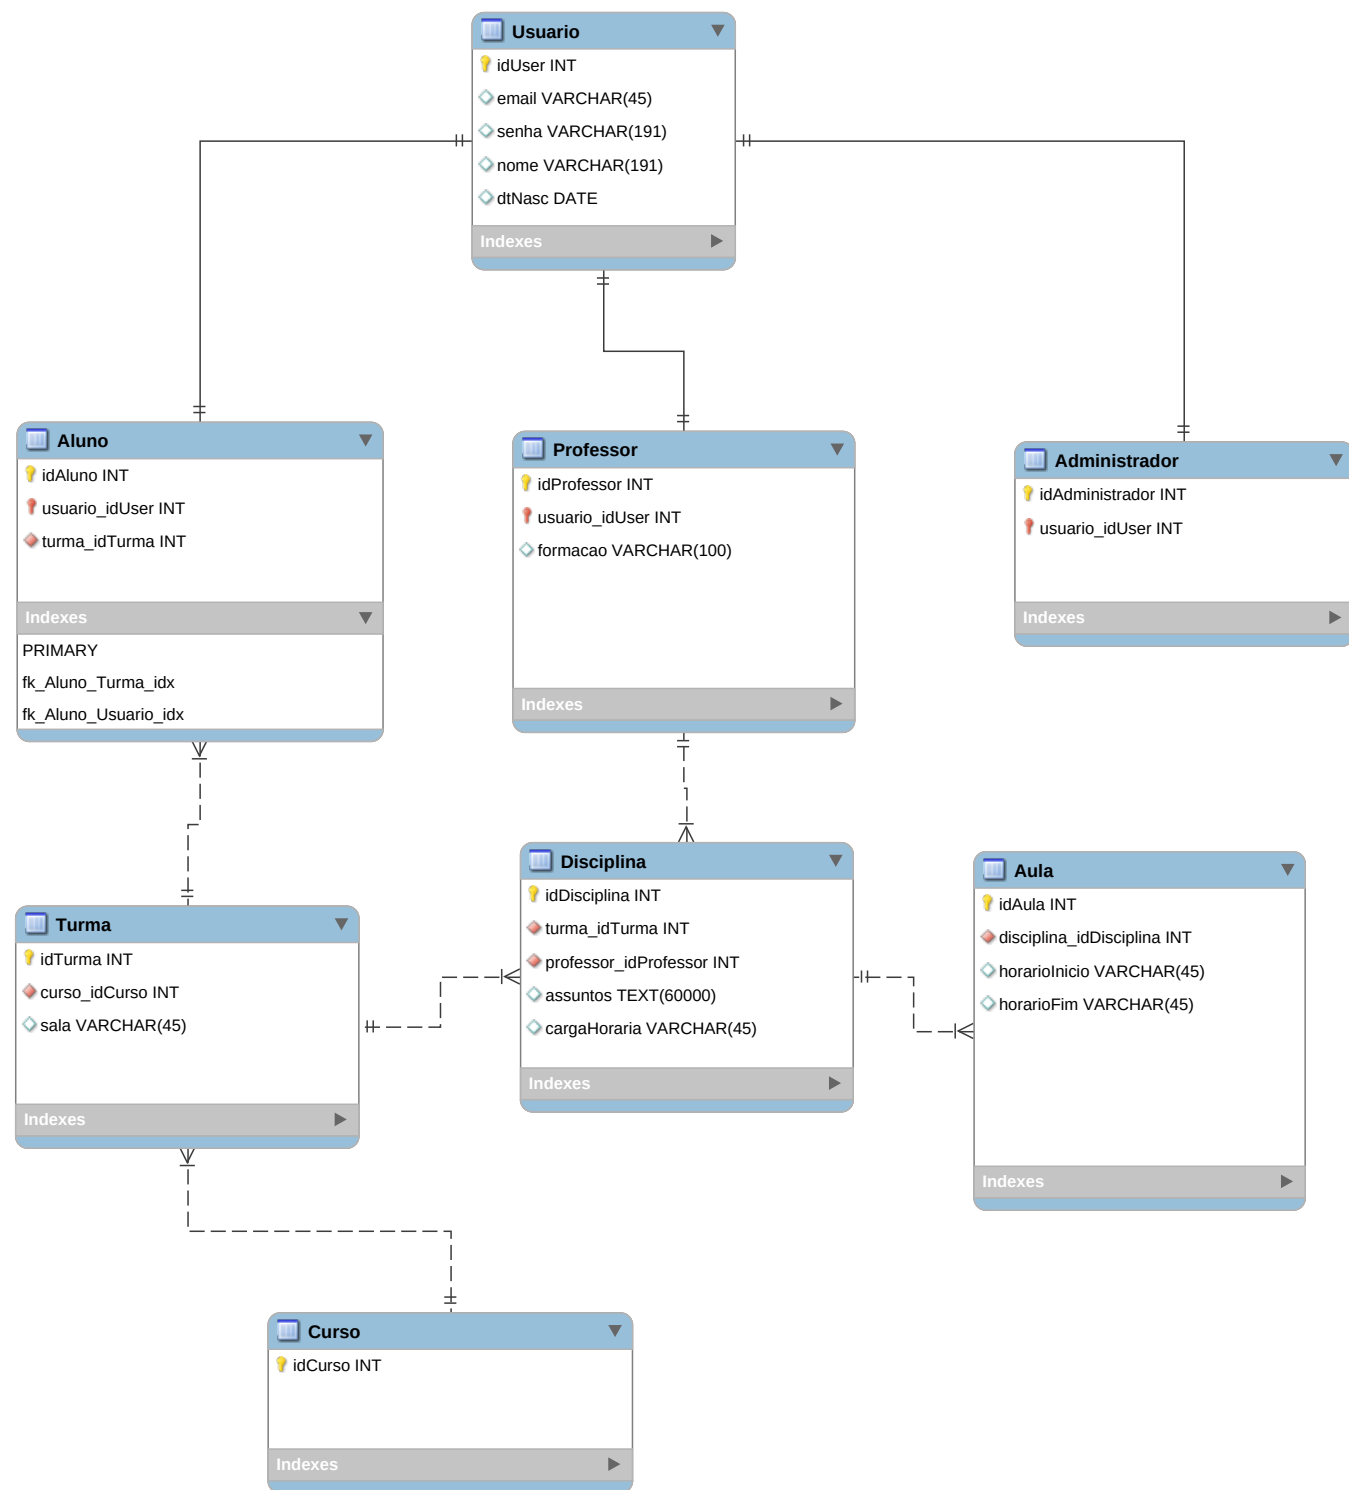 Usuario
idUser INT
email VARCHAR(45)
senha VARCHAR(191)
nome VARCHAR(191)
dtNasc DATE
Indexes
Aluno
idAluno INT
usuario_idUser INT
turma_idTurma INT
Indexes
PRIMARY
fk_Aluno_Turma_idx
fk_Aluno_Usuario_idx
Professor
idProfessor INT
usuario_idUser INT
formacao VARCHAR(100)
Indexes
Administrador
idAdministrador INT
usuario_idUser INT
Indexes
Turma
idTurma INT
curso_idCurso INT
sala VARCHAR(45)
Indexes
Disciplina
idDisciplina INT
turma_idTurma INT
professor_idProfessor INT
assuntos TEXT(60000)
cargaHoraria VARCHAR(45)
Indexes
Aula
idAula INT
disciplina_idDisciplina INT
horarioInicio VARCHAR(45)
horarioFim VARCHAR(45)
Indexes
Curso
idCurso INT
Indexes